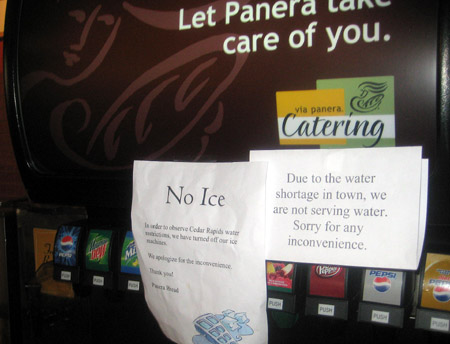 Let Panera take
care of you.
via panera.
Catering
No Ice
In order to observe Cedar Rapids water
restrictions, we have turned off our ice
machines.
We apologize for the inconvenience.
Thank you!
Panera Bread
Due to the water
shortage in town, we
are not serving water.
Sorry for any
inconvenience.
pepsi
PUSH
PUSH
PUSH
PUSH
PUSH
PEPSI
PUSH
PEPSI
PUSH